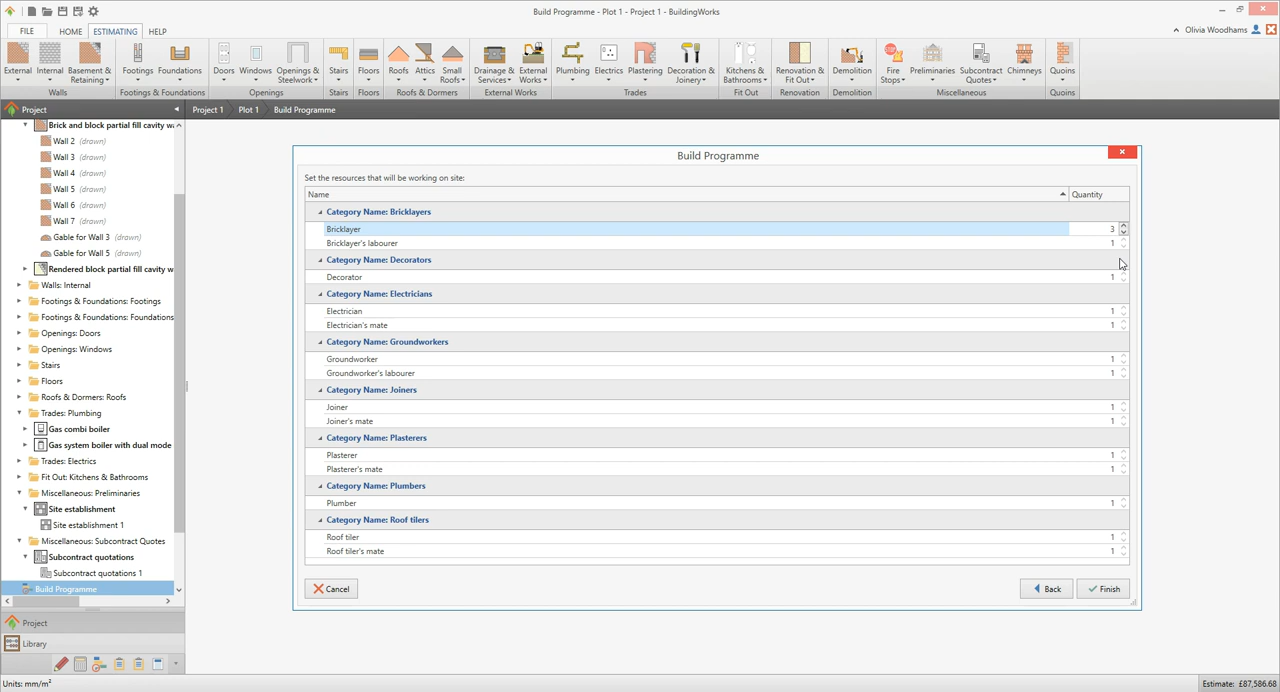 Build Programme - Plot 1 - Project 1 - BuildingWorks
FILE HOME ESTIMATING HELP
Olivia Woodhams
External Internal Basement & Retaining Footings Foundations Doors Windows Openings & Steelwork Stairs Floors Roofs Attics Small Roofs Drainage & Services External Works Plumbing Electrics Plastering Decoration & Joinery Kitchens & Bathrooms Renovation & Fit Out Demolition Fire Stops Preliminaries Subcontract Quotes Chimneys Quoins
Walls Footings & Foundations Openings Stairs Floors Roofs & Dormers External Works Trades Fit Out Renovation Demolition Miscellaneous Quoins
Project
Project 1 Plot 1 Build Programme
Brick and block partial fill cavity wa
Wall 2 (drawn)
Wall 3 (drawn)
Wall 4 (drawn)
Wall 5 (drawn)
Wall 6 (drawn)
Wall 7 (drawn)
Gable for Wall 3 (drawn)
Gable for Wall 5 (drawn)
Rendered block partial fill cavity w
Walls: Internal
Footings & Foundations: Footings
Footings & Foundations: Foundations
Openings: Doors
Openings: Windows
Stairs
Floors
Roofs & Dormers: Roofs
Trades: Plumbing
Gas combi boiler
Gas system boiler with dual mode
Trades: Electrics
Fit Out: Kitchens & Bathrooms
Miscellaneous: Preliminaries
Site establishment
Site establishment 1
Miscellaneous: Subcontract Quotes
Subcontract quotations
Subcontract quotations 1
Build Programme
Project
Library
Build Programme
Set the resources that will be working on site:
Name Quantity
Category Name: Bricklayers
Bricklayer 3
Bricklayer's labourer 1
Category Name: Decorators
Decorator 1
Category Name: Electricians
Electrician 1
Electrician's mate 1
Category Name: Groundworkers
Groundworker 1
Groundworker's labourer 1
Category Name: Joiners
Joiner 1
Joiner's mate 1
Category Name: Plasterers
Plasterer 1
Plasterer's mate 1
Category Name: Plumbers
Plumber 1
Category Name: Roof tilers
Roof tiler 1
Roof tiler's mate 1
Cancel Back Finish
Units: mm/m² Estimate: £87,586.68